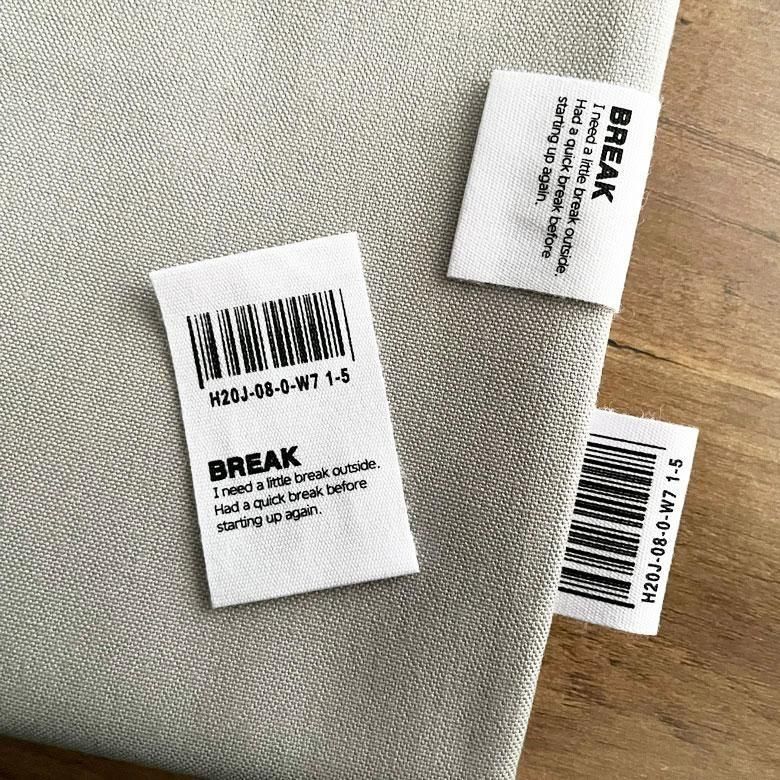 BREAK
I need a little break outside.
Had a quick break before
starting up again.
H20J-08-0-W7 1-5
BREAK
I need a little break outside.
Had a quick break before
starting up again.
H20J-08-0-W7 1-5